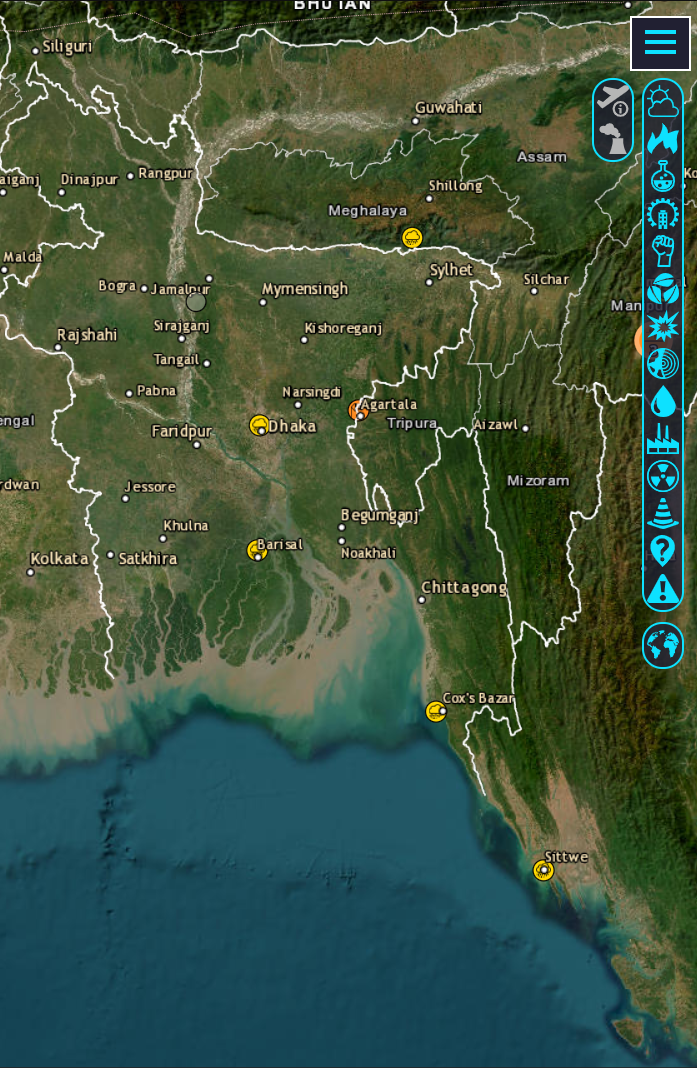 BHUTAN
Siliguri
Guwahati
Assam
Rangpur
Dinajpur
aiganj
Shillong
Meghalaya
Malda
Sylhet
Silchar
Bogra
Jamalpur
Mymensingh
Sirajganj
Kishoreganj
Rajshahi
Tangail
Pabna
Narsingdi
Agartala
engal
Faridpur
Dhaka
Tripura
Aizawl
rdwan
Jessore
Mizoram
Begumganj
Khulna
Barisal
Noakhali
Kolkata
Satkhira
Chittagong
Cox's Bazar
Sittwe